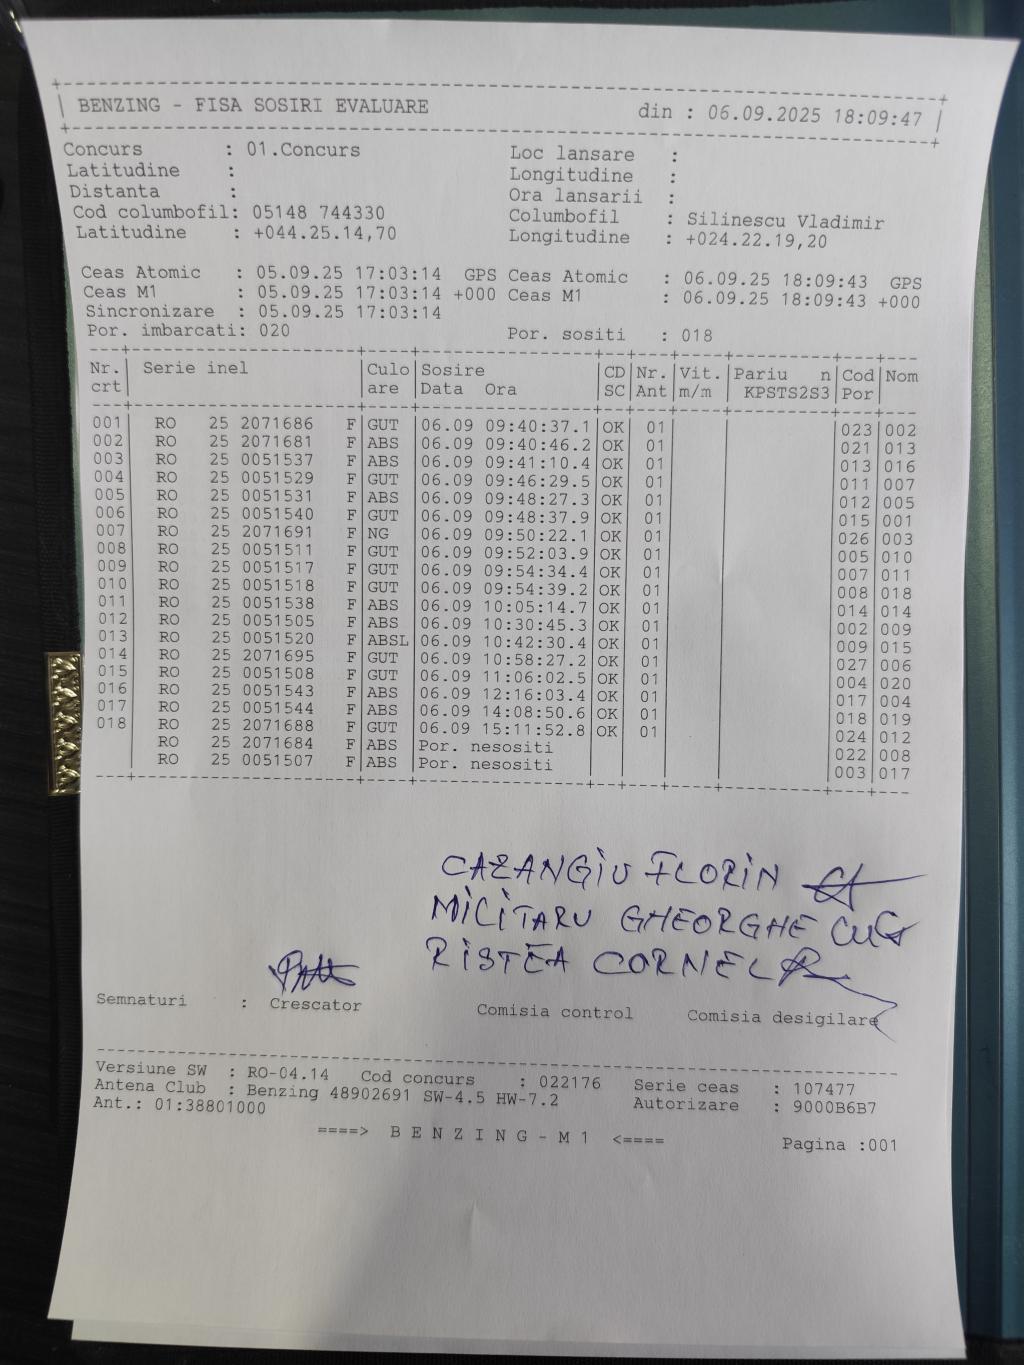 BENZING - FISA SOSIRI EVALUARE din : 06.09.2025 18:09:47
Concurs : 01.Concurs Loc lansare :
Latitudine : Longitudine :
Distanta : Ora lansarii :
Cod columbofil: 05148 744330 Columbofil : Silinescu Vladimir
Latitudine : +044.25.14,70 Longitudine : +024.22.19,20
Ceas Atomic : 05.09.25 17:03:14 GPS Ceas Atomic : 06.09.25 18:09:43 GPS
Ceas M1 : 05.09.25 17:03:14 +000 Ceas M1 : 06.09.25 18:09:43 +000
Sincronizare : 05.09.25 17:03:14
Por. imbarcati: 020 Por. sositi : 018
Nr. Serie inel Culo Sosire CD Nr. Vit. Pariu n Cod Nom
crt are Data Ora SC Ant m/m KPSTS2S3 Por
001 RO 25 2071686 F GUT 06.09 09:40:37.1 OK 01 023 002
002 RO 25 2071681 F ABS 06.09 09:40:46.2 OK 01 021 013
003 RO 25 0051537 F ABS 06.09 09:41:10.4 OK 01 013 016
004 RO 25 0051529 F GUT 06.09 09:46:29.5 OK 01 011 007
005 RO 25 0051531 F ABS 06.09 09:48:27.3 OK 01 012 005
006 RO 25 0051540 F GUT 06.09 09:48:37.9 OK 01 015 001
007 RO 25 2071691 F NG 06.09 09:50:22.1 OK 01 026 003
008 RO 25 0051511 F GUT 06.09 09:52:03.9 OK 01 005 010
009 RO 25 0051517 F GUT 06.09 09:54:34.4 OK 01 007 011
010 RO 25 0051518 F GUT 06.09 09:54:39.2 OK 01 008 018
011 RO 25 0051538 F ABS 06.09 10:05:14.7 OK 01 014 014
012 RO 25 0051505 F ABS 06.09 10:30:45.3 OK 01 002 009
013 RO 25 0051520 F ABSL 06.09 10:42:30.4 OK 01 009 015
014 RO 25 2071695 F GUT 06.09 10:58:27.2 OK 01 027 006
015 RO 25 0051508 F GUT 06.09 11:06:02.5 OK 01 004 020
016 RO 25 0051543 F ABS 06.09 12:16:03.4 OK 01 017 004
017 RO 25 0051544 F ABS 06.09 14:08:50.6 OK 01 018 019
018 RO 25 2071688 F GUT 06.09 15:11:52.8 OK 01 024 012
RO 25 2071684 F ABS Por. nesositi 022 008
RO 25 0051507 F ABS Por. nesositi 003 017
CAZANGIU FLORIN
MILITARU GHEORGHE
RISTEA CORNEL
Semnaturi : Crescator Comisia control Comisia desigilare
Versiune SW : RO-04.14 Cod concurs : 022176 Serie ceas : 107477
Antena Club : Benzing 48902691 SW-4.5 HW-7.2 Autorizare : 9000B6B7
Ant.: 01:38801000
====> B E N Z I N G - M 1 <==== Pagina :001